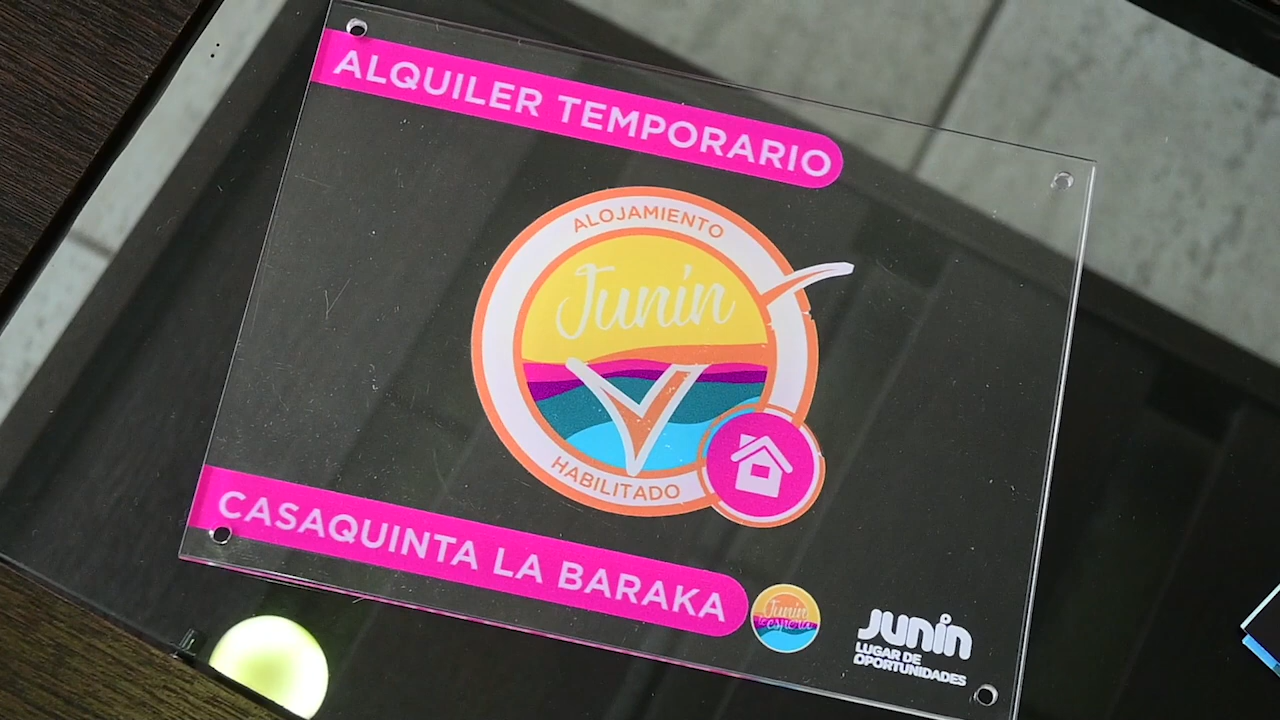 ALQUILER TEMPORARIO
ALOJAMIENTO
Junín
HABILITADO
CASAQUINTA LA BARAKA
Junín
te espera
JUNÍN
LUGAR DE
OPORTUNIDADES